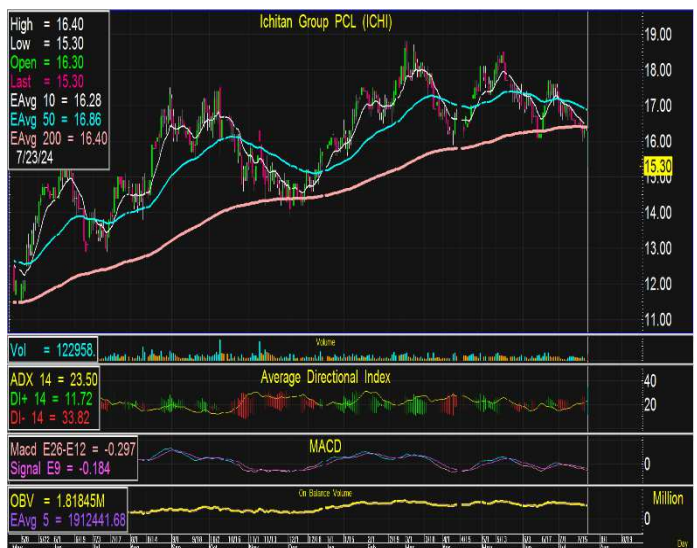 Ichitan Group PCL (ICHI)
High = 16.40
Low = 15.30
Open = 16.30
Last = 15.30
EAvg 10 = 16.28
EAvg 50 = 16.86
EAvg 200 = 16.40
7/23/24
19.00
18.00
17.00
16.00
15.30
15.00
14.00
13.00
12.00
11.00
Volume
Vol = 122958.
Average Directional Index
ADX 14 = 23.50
DI+ 14 = 11.72
DI- 14 = 33.82
40
20
MACD
Macd E26-E12 = -0.297
Signal E9 = -0.184
0
On Balance Volume
OBV = 1.81845M
EAvg 5 = 1912441.68
Million
0
Day